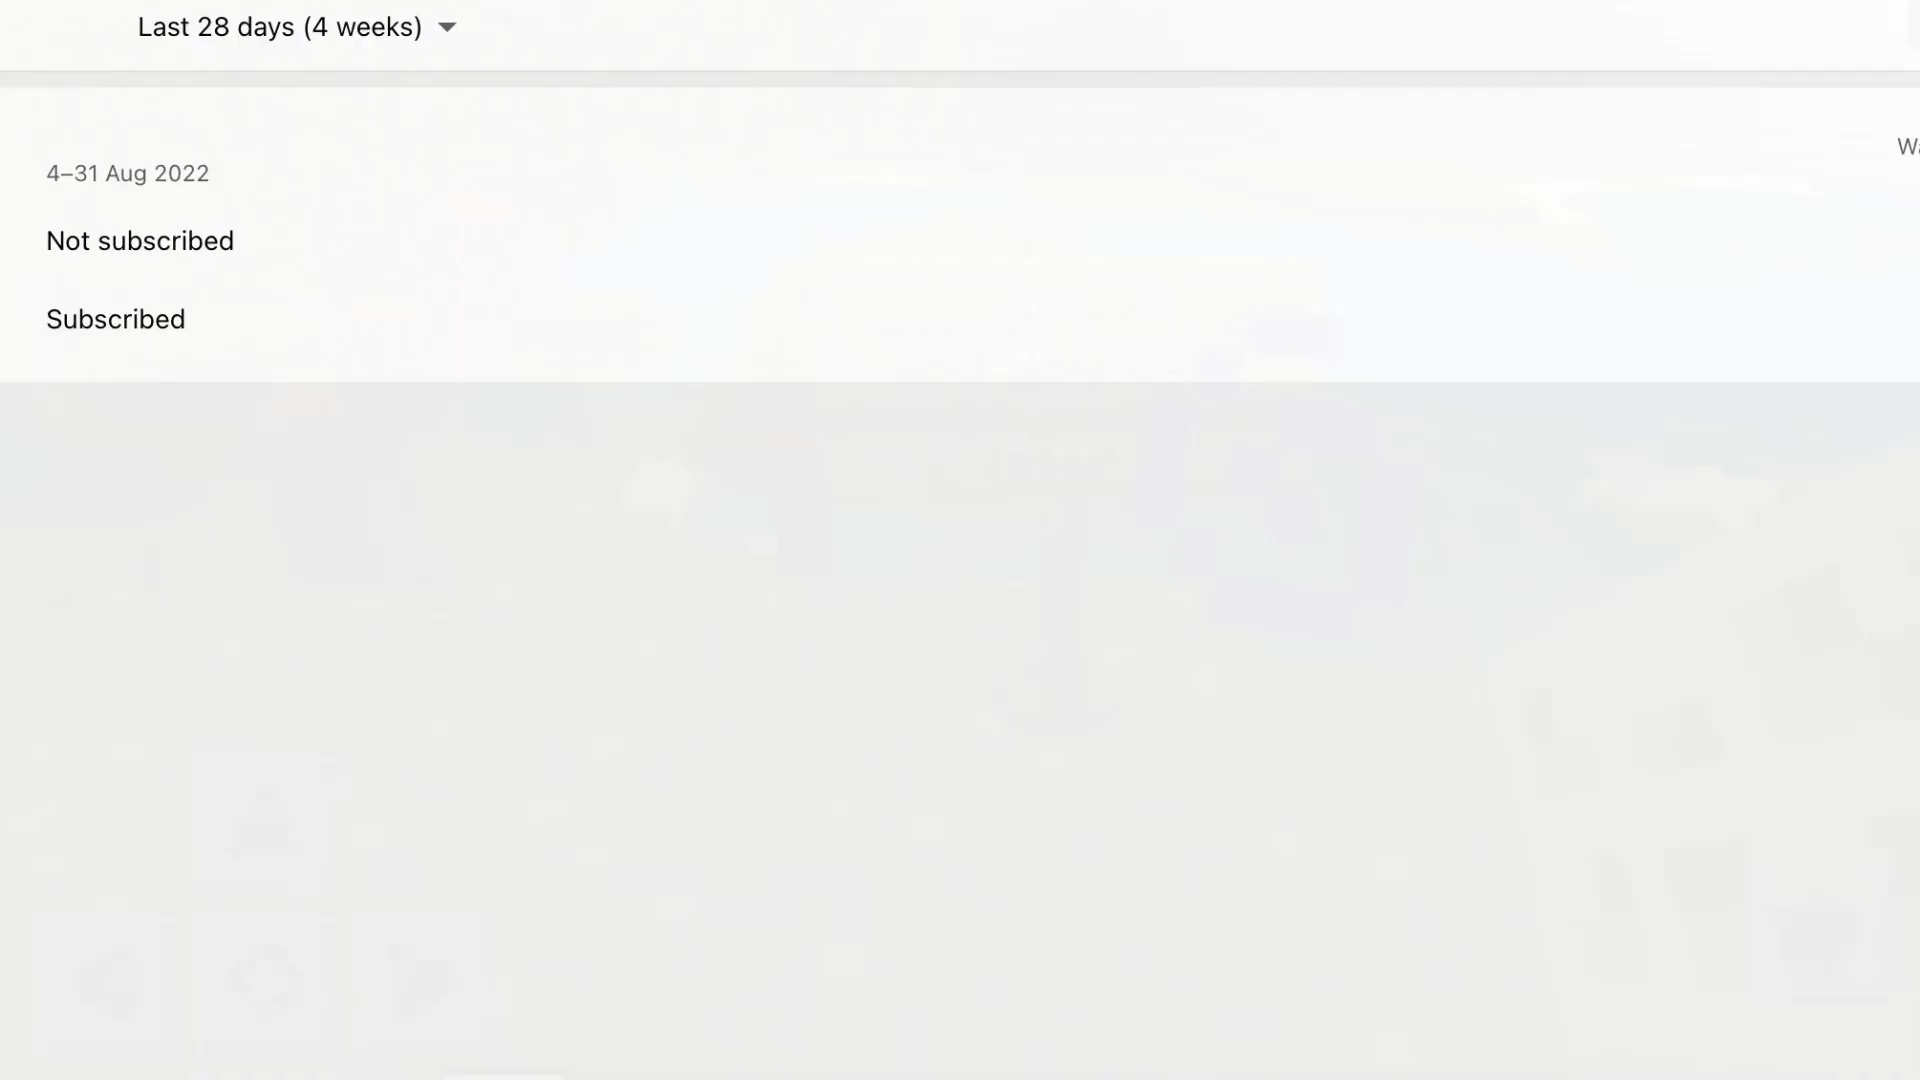 Last 28 days (4 weeks)
4–31 Aug 2022
Not subscribed
Subscribed